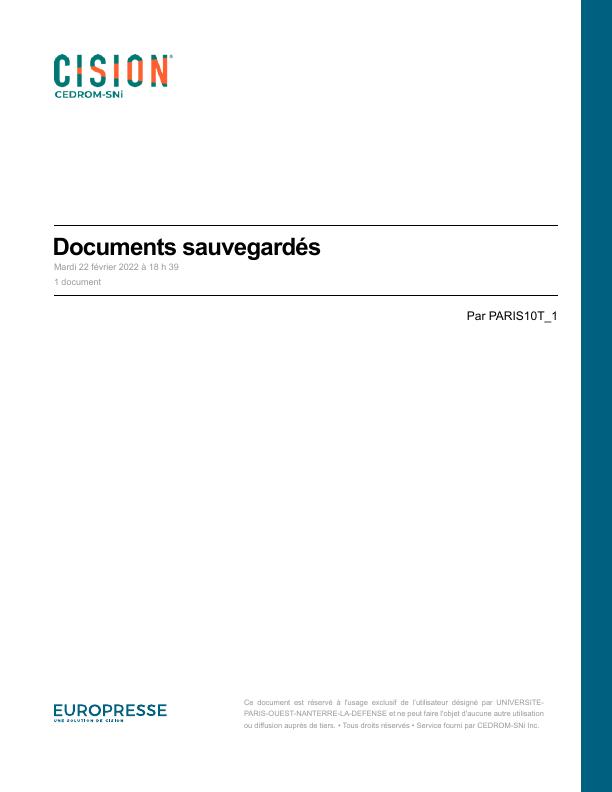 CISION
CEDROM-SNi
Documents sauvegardés
Mardi 22 février 2022 à 18 h 39
1 document
Par PARIS10T_1
EUROPRESSE
UNE SOLUTION DE CISION
Ce document est réservé à l'usage exclusif de l'utilisateur désigné par UNIVERSITE-
PARIS-OUEST-NANTERRE-LA-DEFENSE et ne peut faire l'objet d'aucune autre utilisation
ou diffusion auprès de tiers. • Tous droits réservés • Service fourni par CEDROM-SNi Inc.